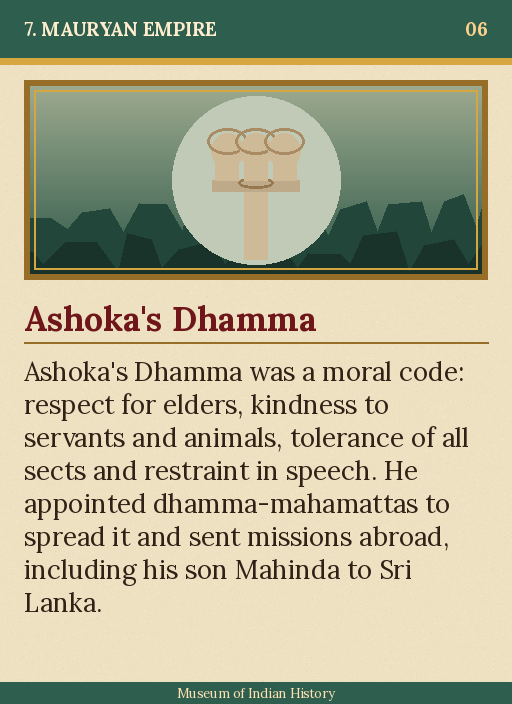 7. MAURYAN EMPIRE
06
Ashoka's Dhamma
Ashoka's Dhamma was a moral code:
respect for elders, kindness to
servants and animals, tolerance of all
sects and restraint in speech. He
appointed dhamma-mahamattas to
spread it and sent missions abroad,
including his son Mahinda to Sri
Lanka.
Museum of Indian History